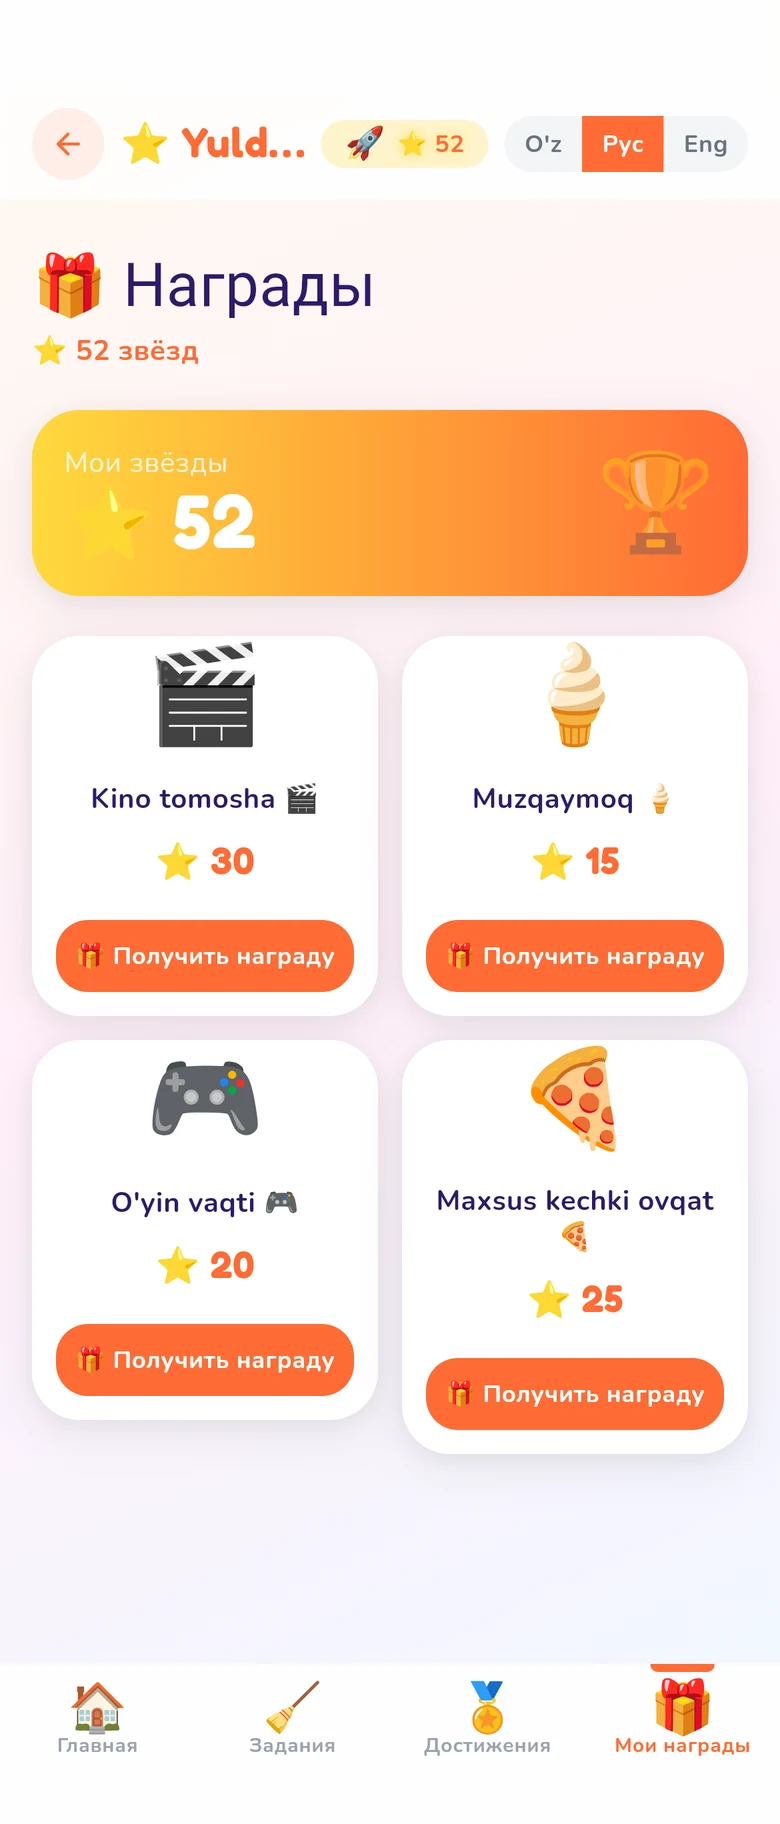 Yuld... 52 O'z Рус Eng
Награды
52 звёзд
Мои звёзды
52
Kino tomosha
30
Получить награду
Muzqaymoq
15
Получить награду
O'yin vaqti
20
Получить награду
Maxsus kechki ovqat
25
Получить награду
Главная Задания Достижения Мои награды